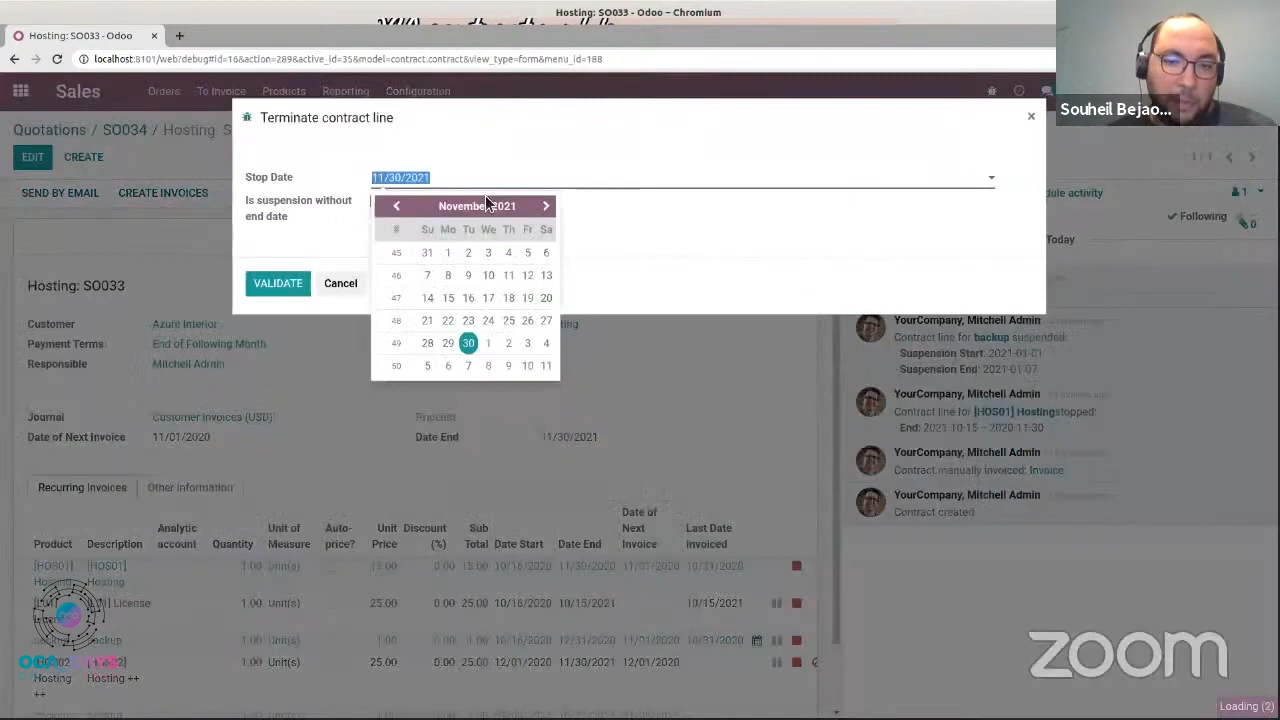 Hosting: SO033 - Odoo – Chromium
Hosting: SO033 - Odoo
localhost:8101/web?debug#id=16&action=289&active_id=35&model=contract.contract&view_type=form&menu_id=188
Sales Orders To Invoice Products Reporting Configuration
Souheil Bejao...
Terminate contract line
Quotations / SO034 / Hosting
EDIT CREATE
1 / 1
SEND BY EMAIL CREATE INVOICES
dule activity
1
Following
0
Today
Stop Date 11/30/2021
Is suspension without end date
VALIDATE Cancel
November 2021
# Su Mo Tu We Th Fr Sa
45 31 1 2 3 4 5 6
46 7 8 9 10 11 12 13
47 14 15 16 17 18 19 20
48 21 22 23 24 25 26 27
49 28 29 30 1 2 3 4
50 5 6 7 8 9 10 11
Hosting: SO033
Customer Azure Interior
Payment Terms End of Following Month
Responsible Mitchell Admin
Journal Customer Invoices (USD) Pricelist
Date of Next Invoice 11/01/2020 Date End 11/30/2021
YourCompany, Mitchell Admin
Contract line for backup suspended:
Suspension Start: 2021-01-01
Suspension End: 2021-01-07
YourCompany, Mitchell Admin
Contract line for [HOS01] Hosting stopped:
End: 2021-10-15 -- 2020-11-30
YourCompany, Mitchell Admin
Contract manually invoiced: Invoice
YourCompany, Mitchell Admin
Contract created
Recurring Invoices Other Information
Product Description Analytic account Quantity Unit of Measure Auto-price? Unit Price Discount (%) Sub Total Date Start Date End Date of Next Invoice Last Date Invoiced
[HOS01] Hosting [HOS01] Hosting 1.00 Unit(s) 15.00 0.00 15.00 10/16/2020 11/30/2020 11/01/2020 10/31/2020
License 1.00 Unit(s) 25.00 0.00 25.00 10/16/2020 10/15/2021 10/15/2021
1.00 Unit(s) 1.00 0.00 1.00 10/16/2020 12/31/2020 11/01/2020 10/31/2020
Hosting ++ Hosting ++ 1.00 Unit(s) 25.00 0.00 25.00 12/01/2020 11/30/2021 12/01/2020
zoom
Loading (2)